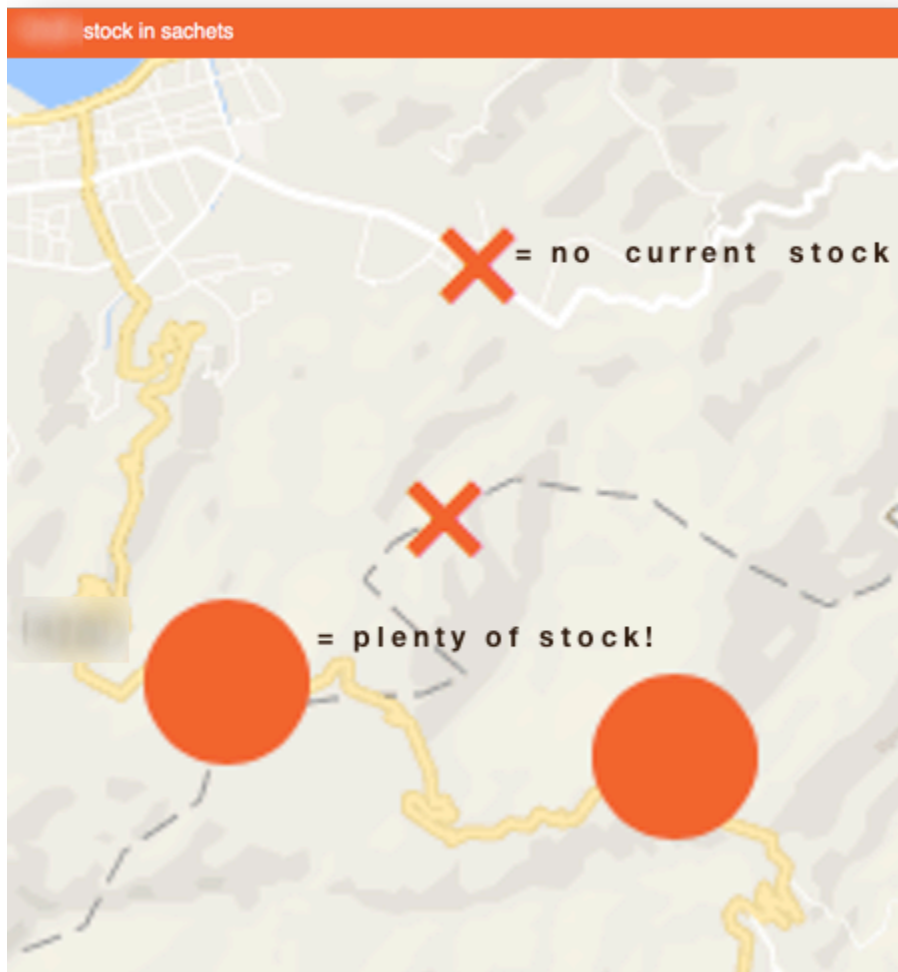 stock in sachets
= no current stock
= plenty of stock!